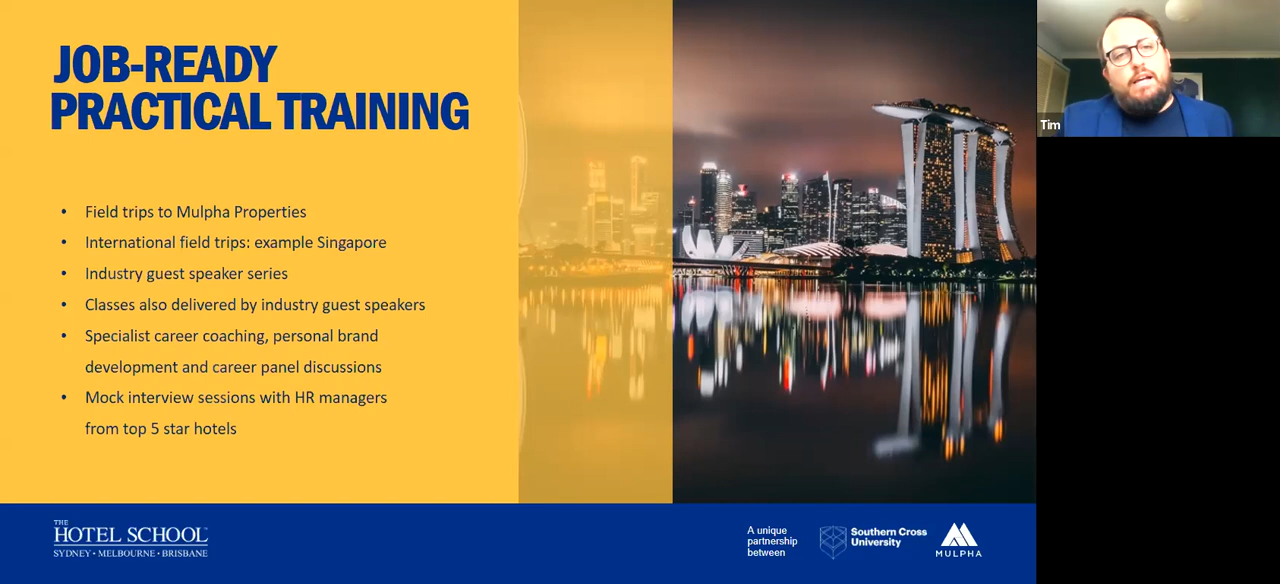 JOB-READY
PRACTICAL TRAINING
• Field trips to Mulpha Properties
• International field trips: example Singapore
• Industry guest speaker series
• Classes also delivered by industry guest speakers
• Specialist career coaching, personal brand
development and career panel discussions
• Mock interview sessions with HR managers
from top 5 star hotels
THE
HOTEL SCHOOL
SYDNEY • MELBOURNE • BRISBANE
A unique
partnership
between
Southern Cross
University
MULPHA
Tim